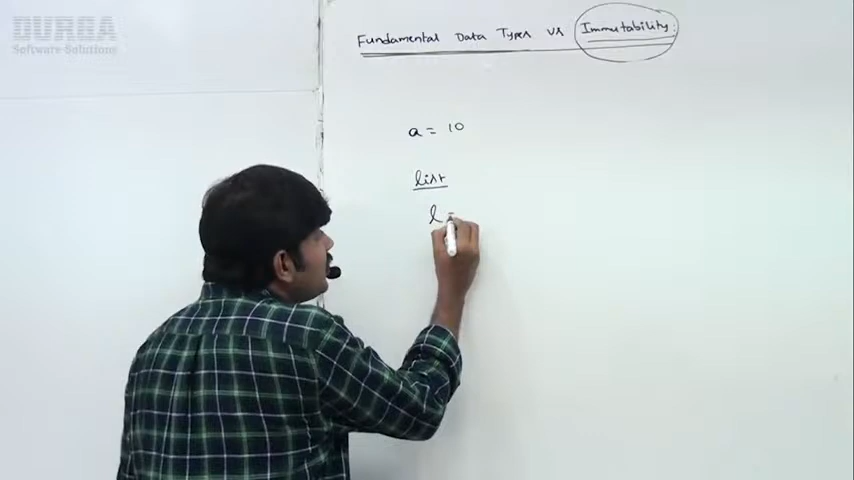 DURGA
Software Solutions
Fundamental Data Types vs Immutability:
a = 10
list
l =